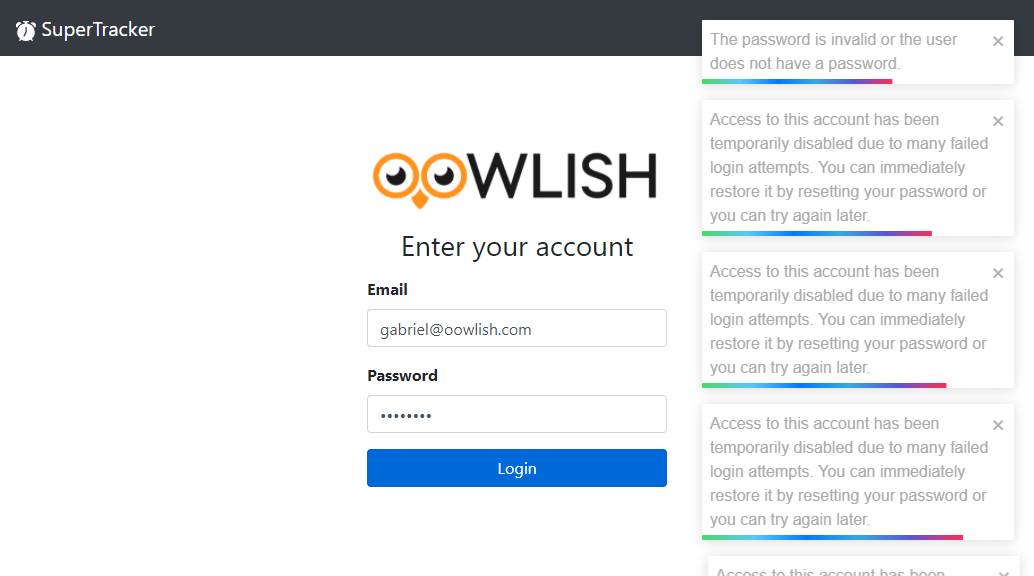 SuperTracker
OOWLISH
Enter your account
Email
gabriel@oowlish.com
Password
••••••••
Login
The password is invalid or the user
does not have a password.
Access to this account has been
temporarily disabled due to many failed
login attempts. You can immediately
restore it by resetting your password or
you can try again later.
Access to this account has been
temporarily disabled due to many failed
login attempts. You can immediately
restore it by resetting your password or
you can try again later.
Access to this account has been
temporarily disabled due to many failed
login attempts. You can immediately
restore it by resetting your password or
you can try again later.
Access to this account has been